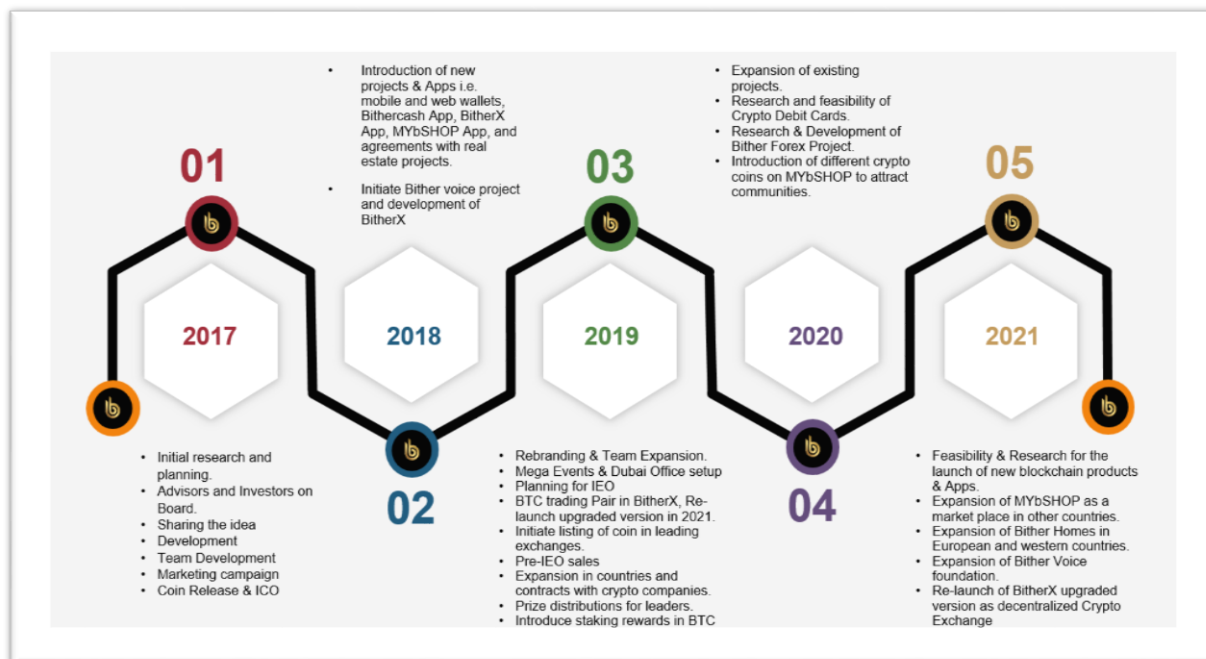 01
2017
• Initial research and
planning.
• Advisors and Investors on
Board.
• Sharing the idea
• Development
• Team Development
• Marketing campaign
• Coin Release & ICO
• Introduction of new
projects & Apps i.e.
mobile and web wallets,
Bithercash App, BitherX
App, MYbSHOP App, and
agreements with real
estate projects.
• Initiate Bither voice project
and development of
BitherX
2018
02
03
2019
• Rebranding & Team Expansion.
• Mega Events & Dubai Office setup
• Planning for IEO
• BTC trading Pair in BitherX, Re-
launch upgraded version in 2021.
• Initiate listing of coin in leading
exchanges.
• Pre-IEO sales
• Expansion in countries and
contracts with crypto companies.
• Prize distributions for leaders.
• Introduce staking rewards in BTC
• Expansion of existing
projects.
• Research and feasibility of
Crypto Debit Cards.
• Research & Development of
Bither Forex Project.
• Introduction of different crypto
coins on MYbSHOP to attract
communities.
2020
04
05
2021
• Feasibility & Research for the
launch of new blockchain products
& Apps.
• Expansion of MYbSHOP as a
market place in other countries.
• Expansion of Bither Homes in
European and western countries.
• Expansion of Bither Voice
foundation.
• Re-launch of BitherX upgraded
version as decentralized Crypto
Exchange